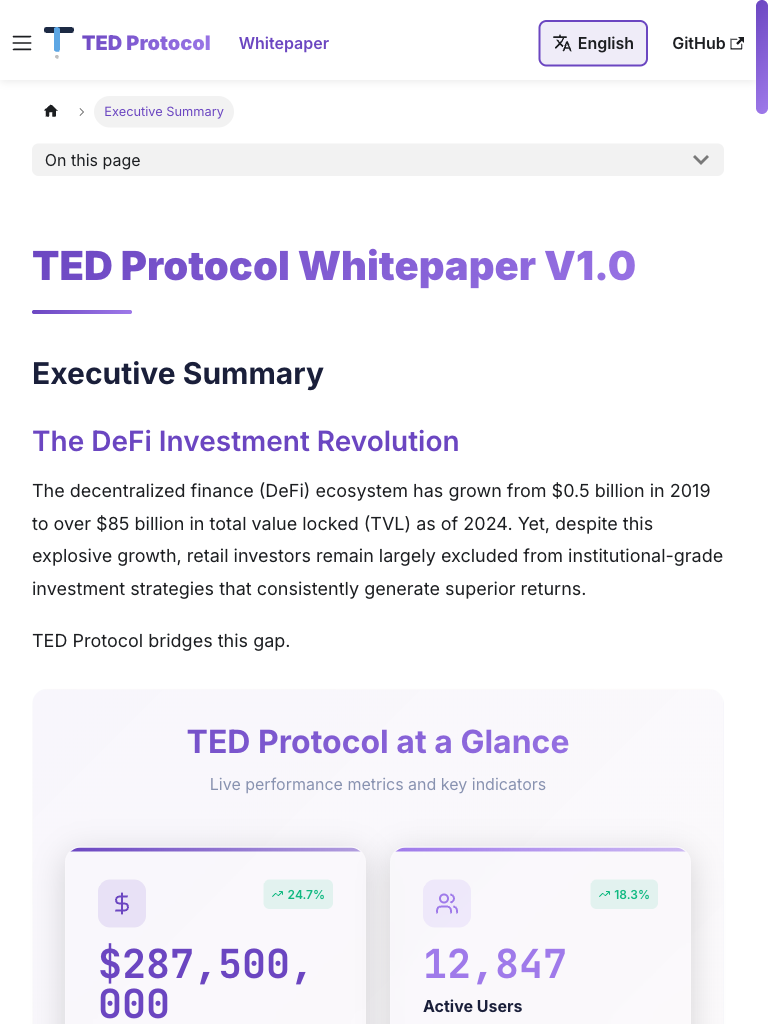 TED Protocol Whitepaper English GitHub
Executive Summary
On this page
TED Protocol Whitepaper V1.0
Executive Summary
The DeFi Investment Revolution
The decentralized finance (DeFi) ecosystem has grown from $0.5 billion in 2019
to over $85 billion in total value locked (TVL) as of 2024. Yet, despite this
explosive growth, retail investors remain largely excluded from institutional-grade
investment strategies that consistently generate superior returns.
TED Protocol bridges this gap.
TED Protocol at a Glance
Live performance metrics and key indicators
24.7%
$287,500,
000
18.3%
12,847
Active Users